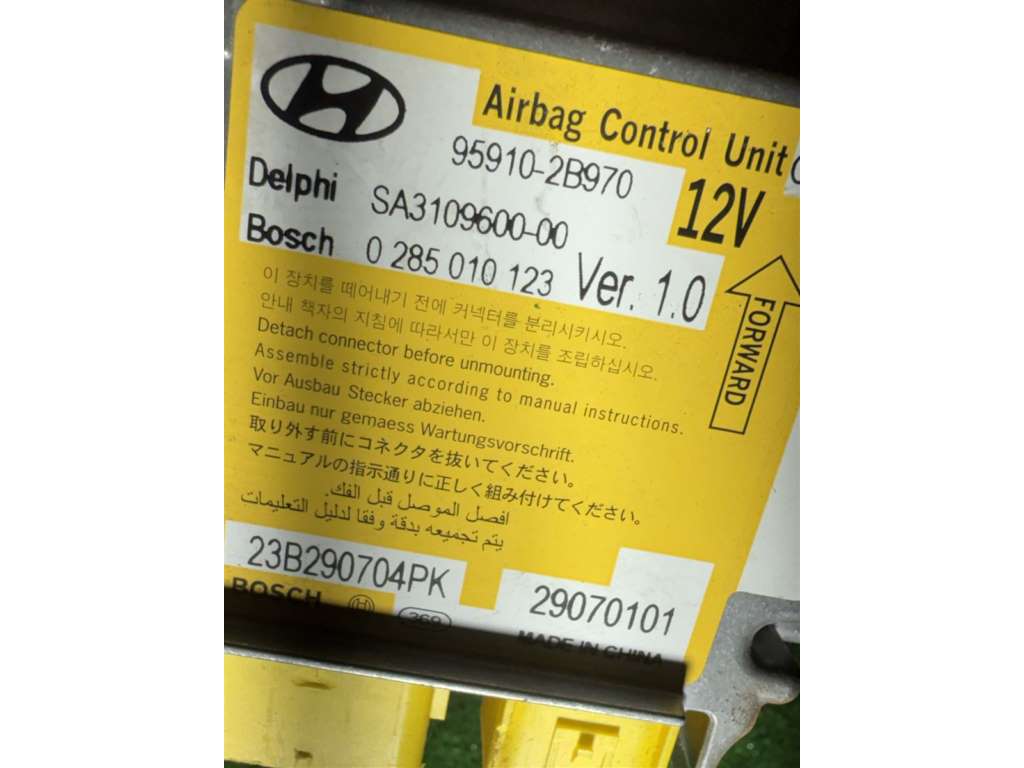 Airbag Control Unit
95910-2B970
12V
Delphi SA3109600-00
Bosch 0 285 010 123 Ver. 1.0
FORWARD
이 장치를 떼어내기 전에 커넥터를 분리시키시오.
안내 책자의 지침에 따라서만 이 장치를 조립하십시오.
Detach connector before unmounting.
Assemble strictly according to manual instructions.
Vor Ausbau Stecker abziehen.
Einbau nur gemaess Wartungsvorschrift.
取り外す前にコネクタを抜いてください。
マニュアルの指示通りに正しく組み付けてください。
افصل الموصل قبل الفك.
يتم تجميعه بدقة وفقا لدليل التعليمات
23B290704PK
29070101
BOSCH
269
MADE IN CHINA